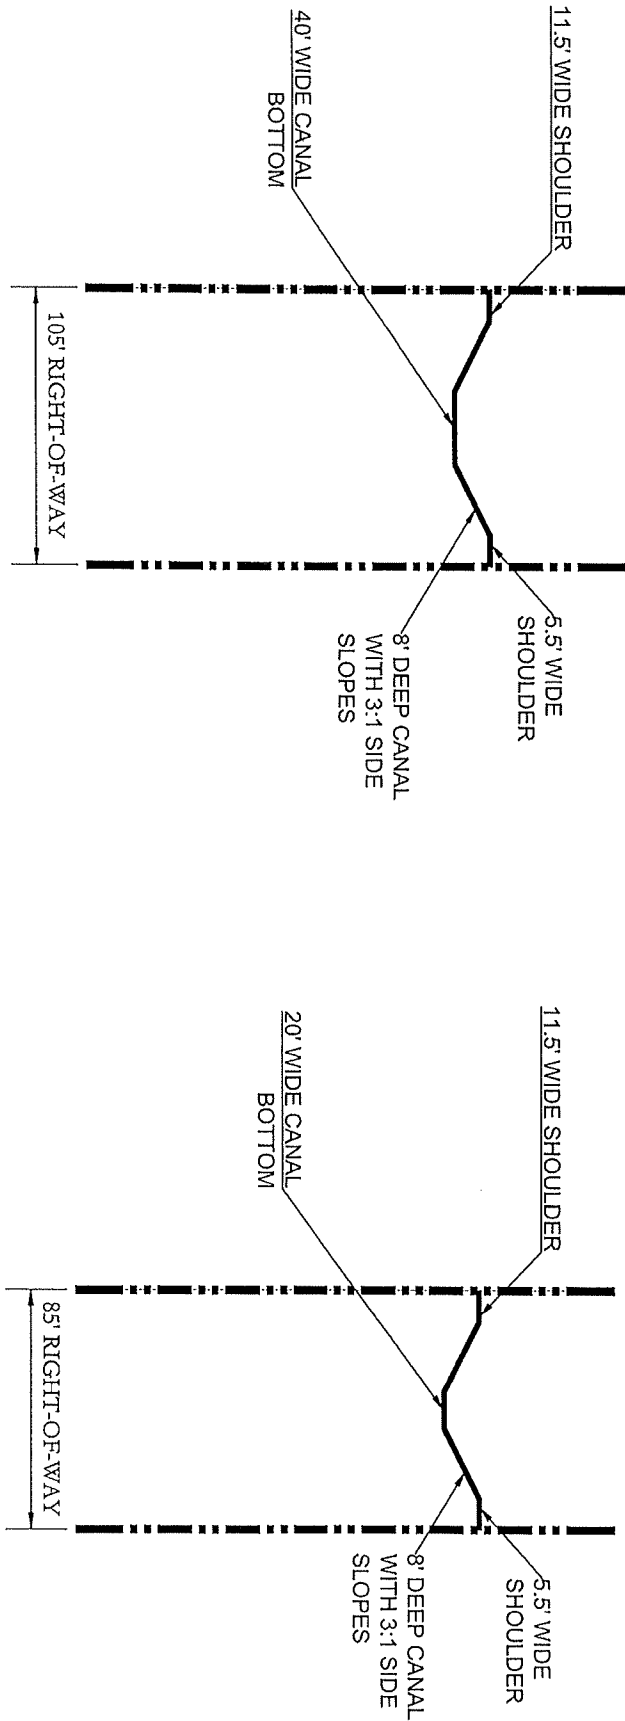 11.5' WIDE SHOULDER
40' WIDE CANAL
BOTTOM
5.5' WIDE
SHOULDER
8' DEEP CANAL
WITH 3:1 SIDE
SLOPES
105' RIGHT-OF-WAY
11.5' WIDE SHOULDER
20' WIDE CANAL
BOTTOM
5.5' WIDE
SHOULDER
8' DEEP CANAL
WITH 3:1 SIDE
SLOPES
85' RIGHT-OF-WAY